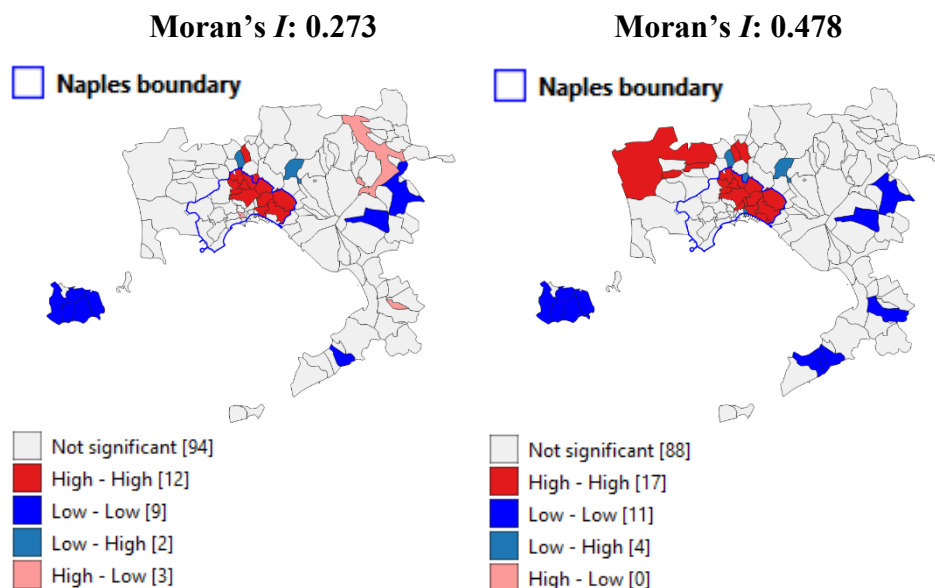 Moran’s I: 0.273
Naples boundary
Not significant [94]
High - High [12]
Low - Low [9]
Low - High [2]
High - Low [3]
Moran’s I: 0.478
Naples boundary
Not significant [88]
High - High [17]
Low - Low [11]
Low - High [4]
High - Low [0]